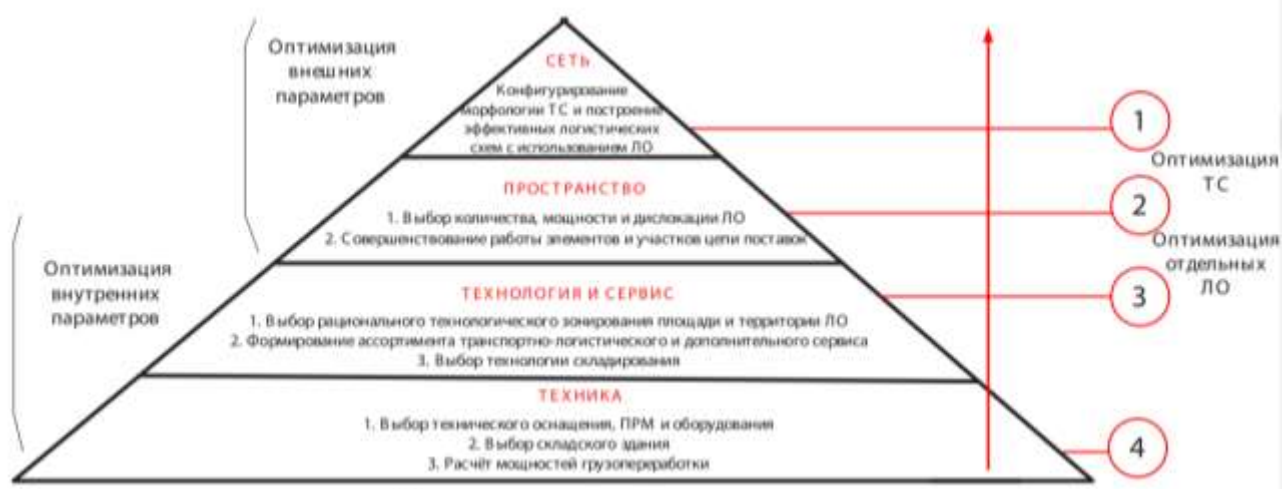 Оптимизация
внешних
параметров
СЕТЬ
Конфигурирование
морфологии ТС и построение
эффективных логистических
схем с использованием ЛО
1
Оптимизация
ТС
ПРОСТРАНСТВО
1. Выбор количества, мощности и дислокации ЛО
2. Совершенствование работы элементов и участков цепи поставок
2
Оптимизация
отдельных
ЛО
Оптимизация
внутренних
параметров
ТЕХНОЛОГИЯ И СЕРВИС
1. Выбор рационального технологического зонирования площади и территории ЛО
2. Формирование ассортимента транспортно-логистического и дополнительного сервиса
3. Выбор технологии складирования
3
ТЕХНИКА
1. Выбор технического оснащения, ПРМ и оборудования
2. Выбор складского здания
3. Расчёт мощностей грузопереработки
4